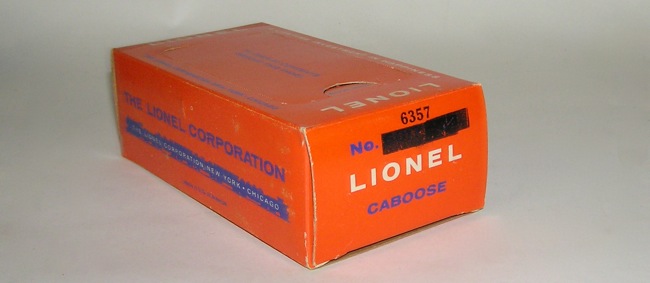 6357
No.
LIONEL
CABOOSE
THE LIONEL CORPORATION
THE LIONEL CORPORATION, NEW YORK • CHICAGO
LIONEL